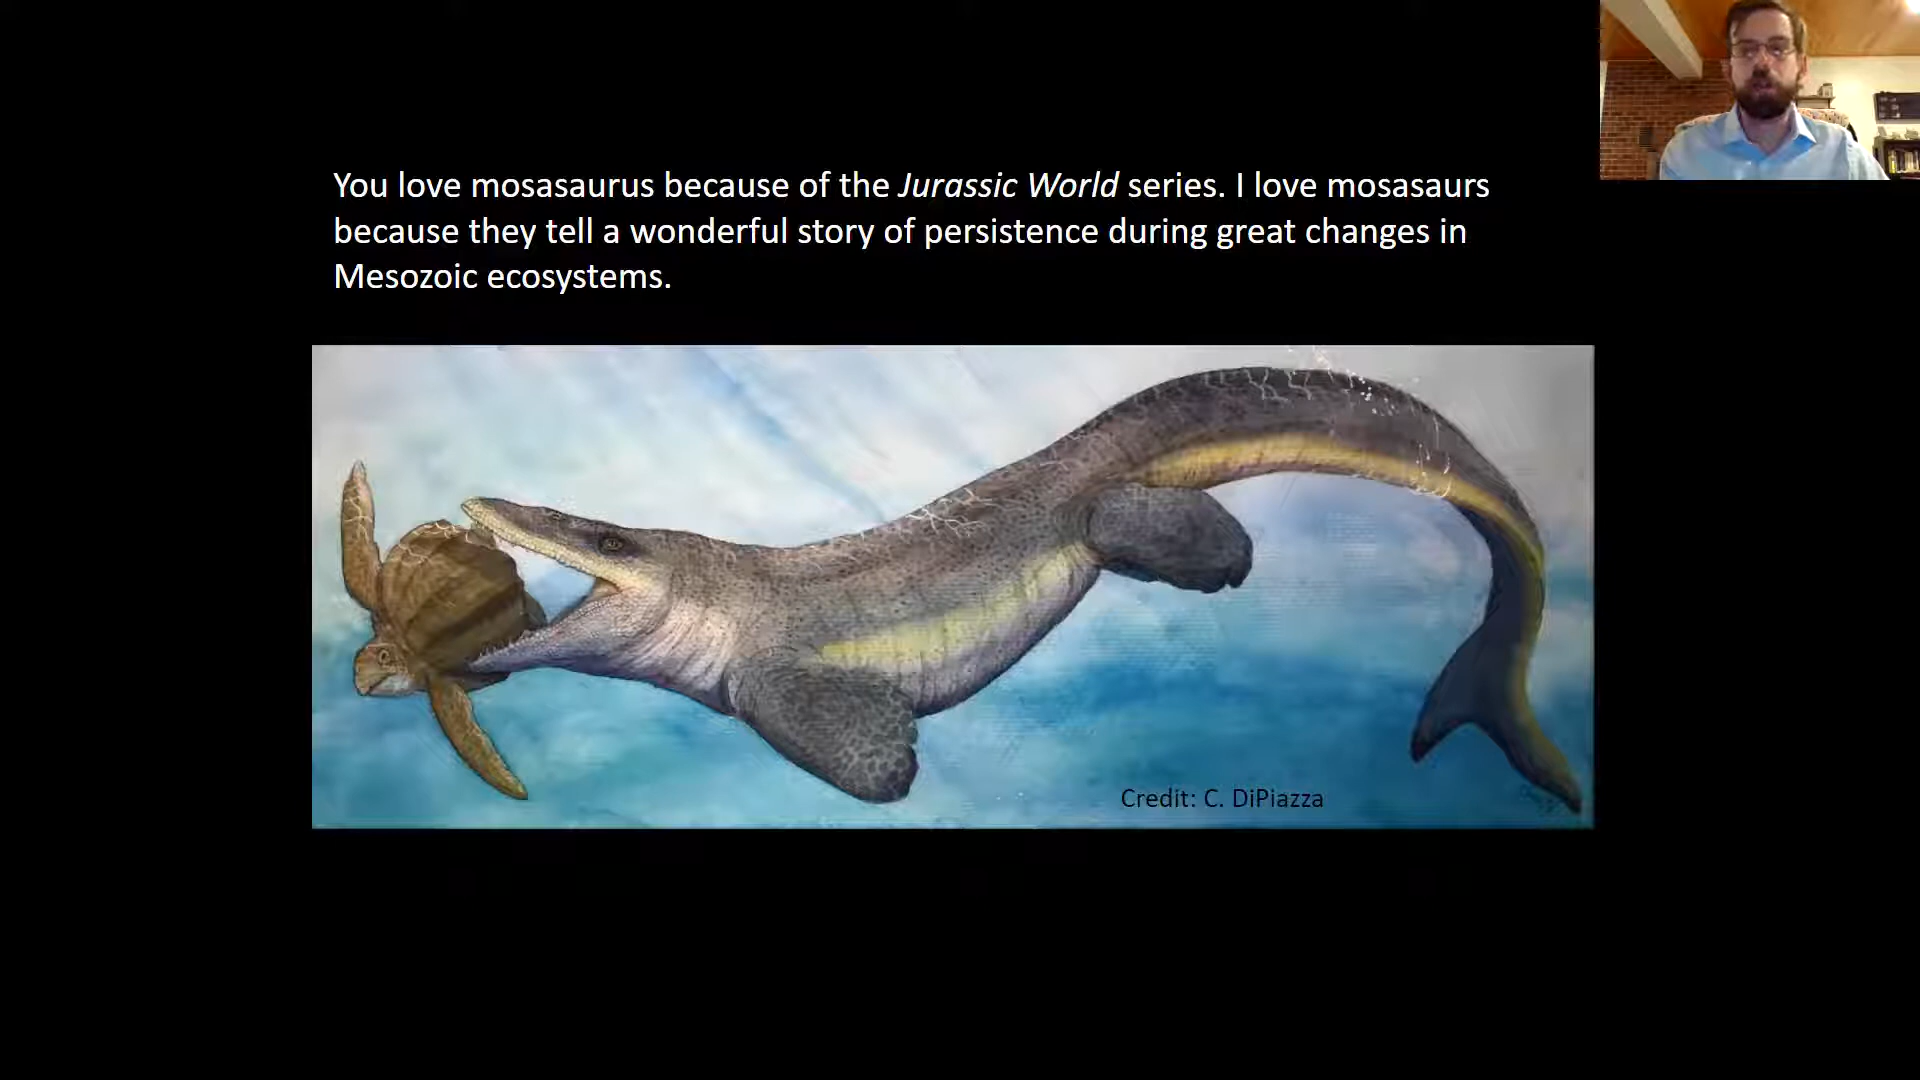 You love mosasaurus because of the Jurassic World series. I love mosasaurs
because they tell a wonderful story of persistence during great changes in
Mesozoic ecosystems.
Credit: C. DiPiazza